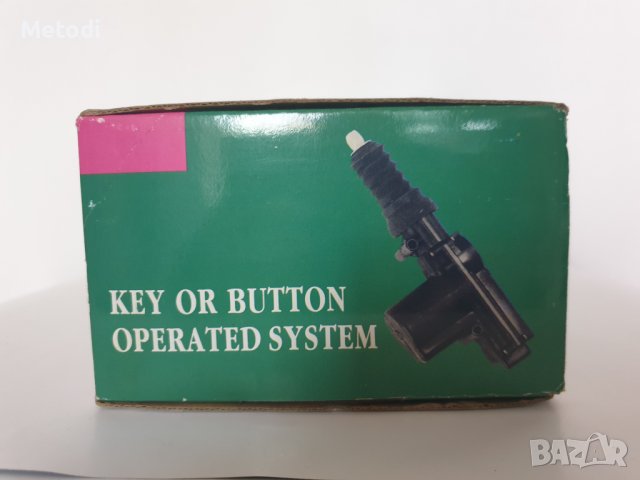 Metodi
KEY OR BUTTON
OPERATED SYSTEM
BAZAR